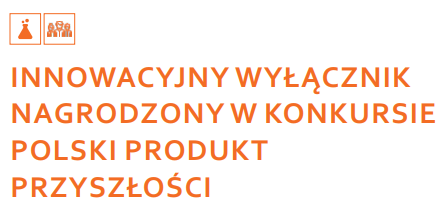 INNOWACYJNY WYŁĄCZNIK
NAGRODZONY W KONKURSIE
POLSKI PRODUKT
PRZYSZŁOŚCI